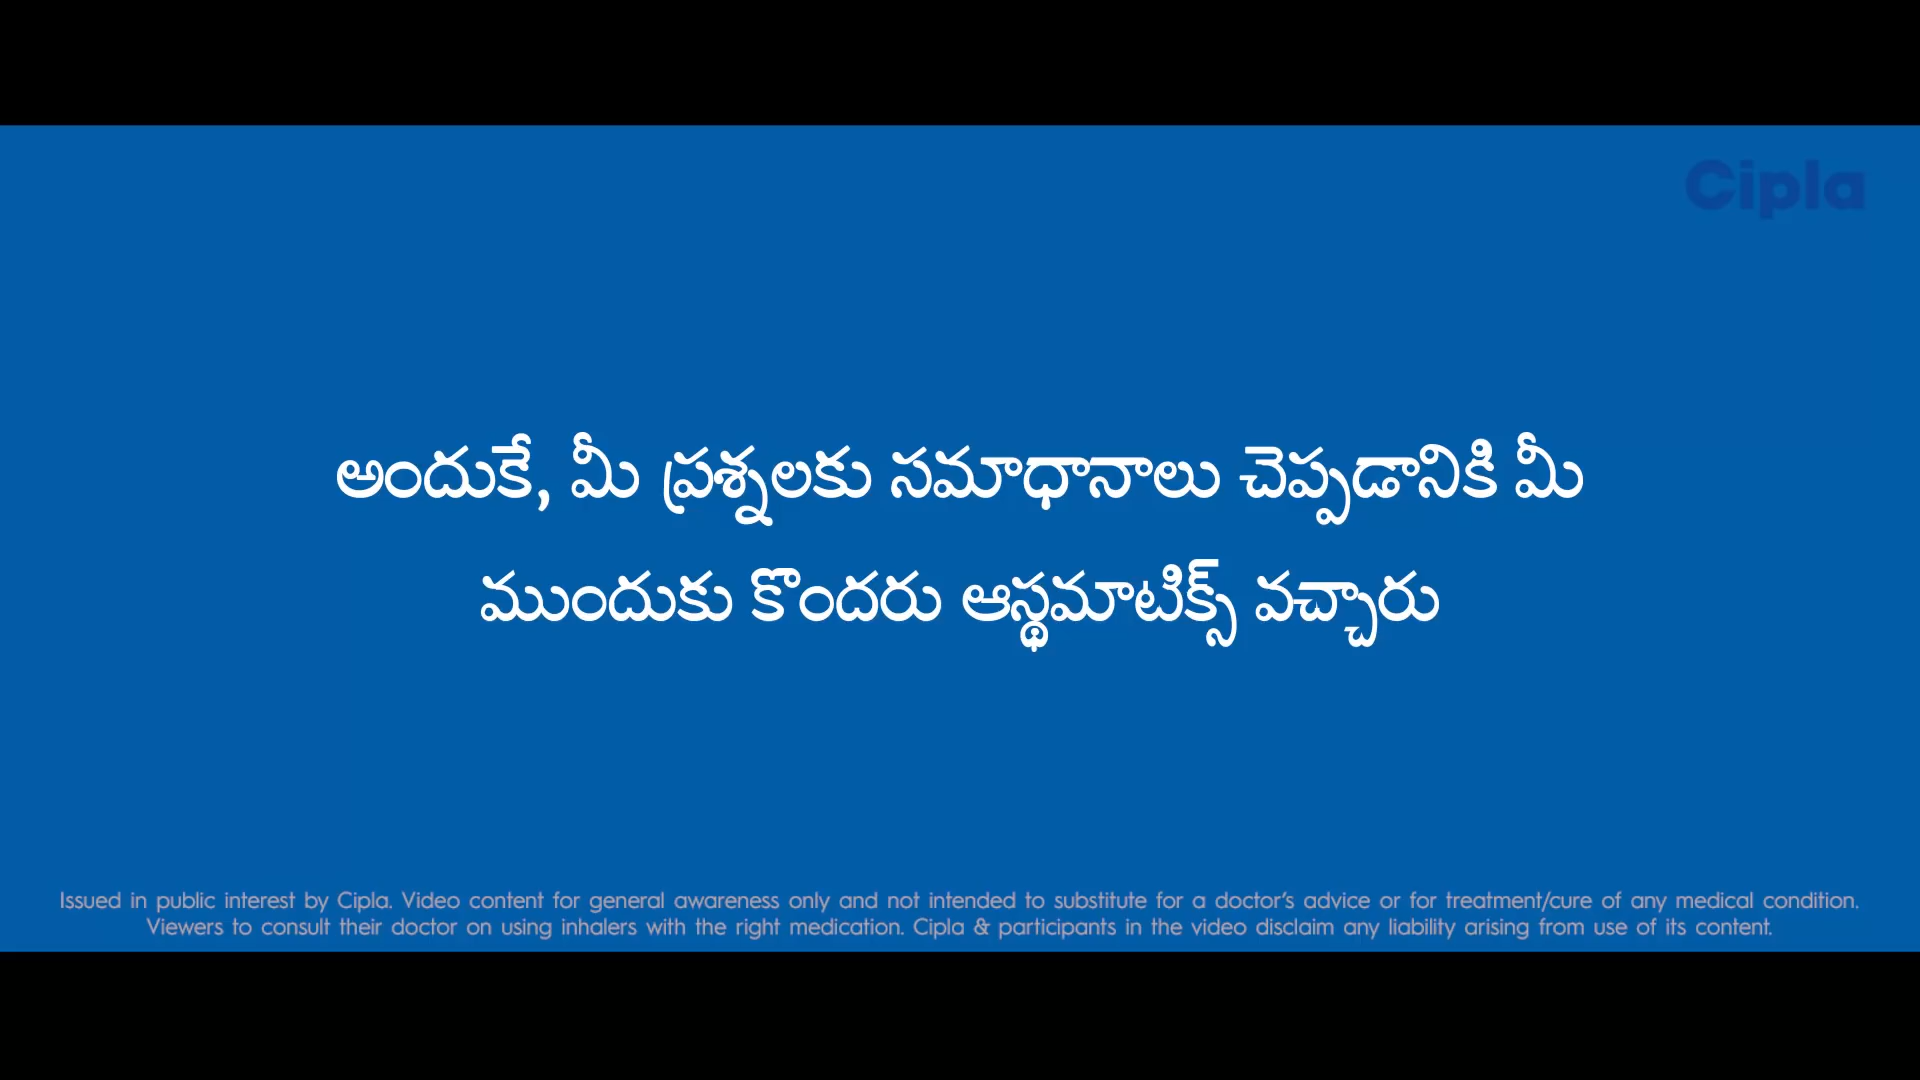 Cipla
అందుకే, మీ ప్రశ్నలకు సమాధానాలు చెప్పడానికి మీ
ముందుకు కొందరు ఆస్థమాటిక్స్ వచ్చారు
Issued in public interest by Cipla. Video content for general awareness only and not intended to substitute for a doctor's advice or for treatment/cure of any medical condition.
Viewers to consult their doctor on using inhalers with the right medication. Cipla & participants in the video disclaim any liability arising from use of its content.